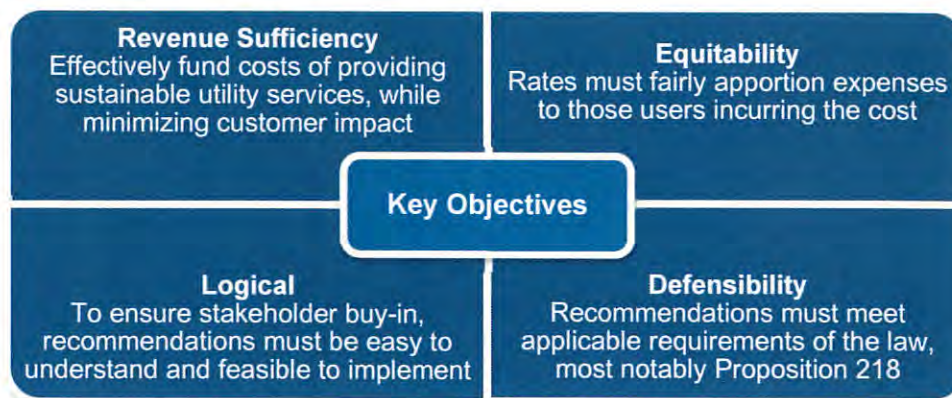 Revenue Sufficiency
Effectively fund costs of providing
sustainable utility services, while
minimizing customer impact
Equitability
Rates must fairly apportion expenses
to those users incurring the cost
Key Objectives
Logical
To ensure stakeholder buy-in,
recommendations must be easy to
understand and feasible to implement
Defensibility
Recommendations must meet
applicable requirements of the law,
most notably Proposition 218